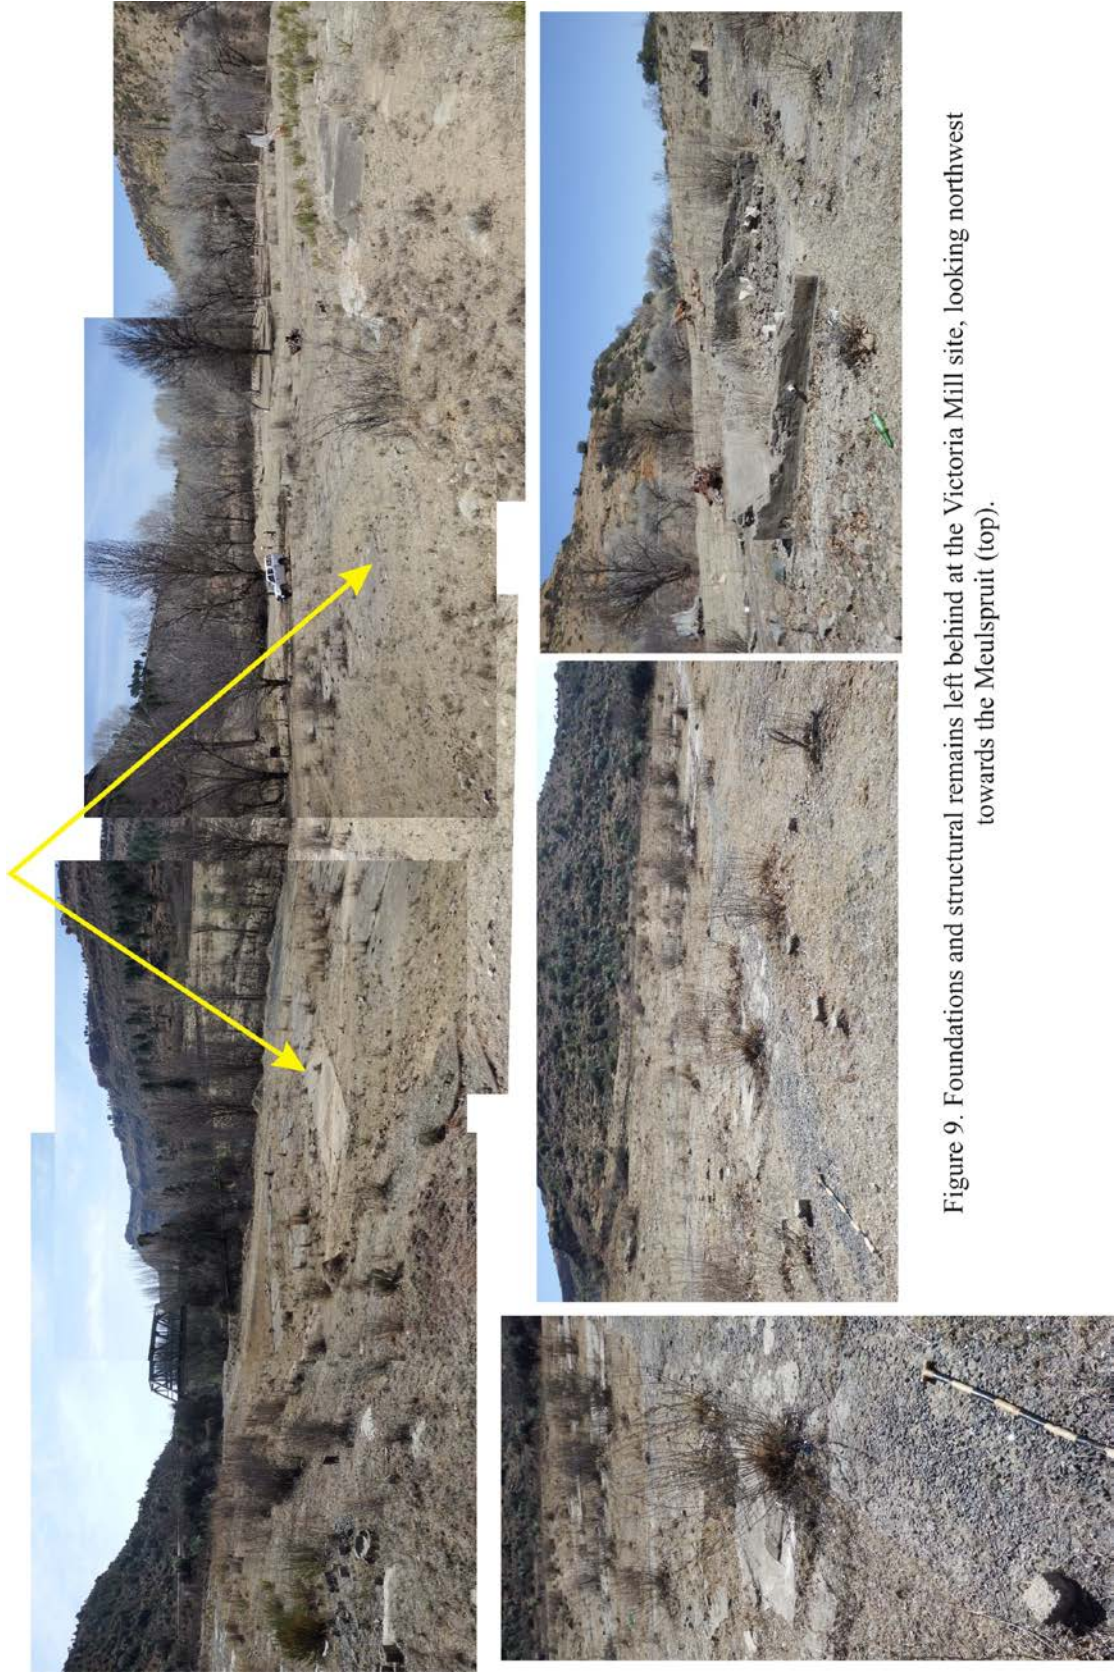 Figure 9. Foundations and structural remains left behind at the Victoria Mill site, looking northwest
towards the Meulspruit (top).